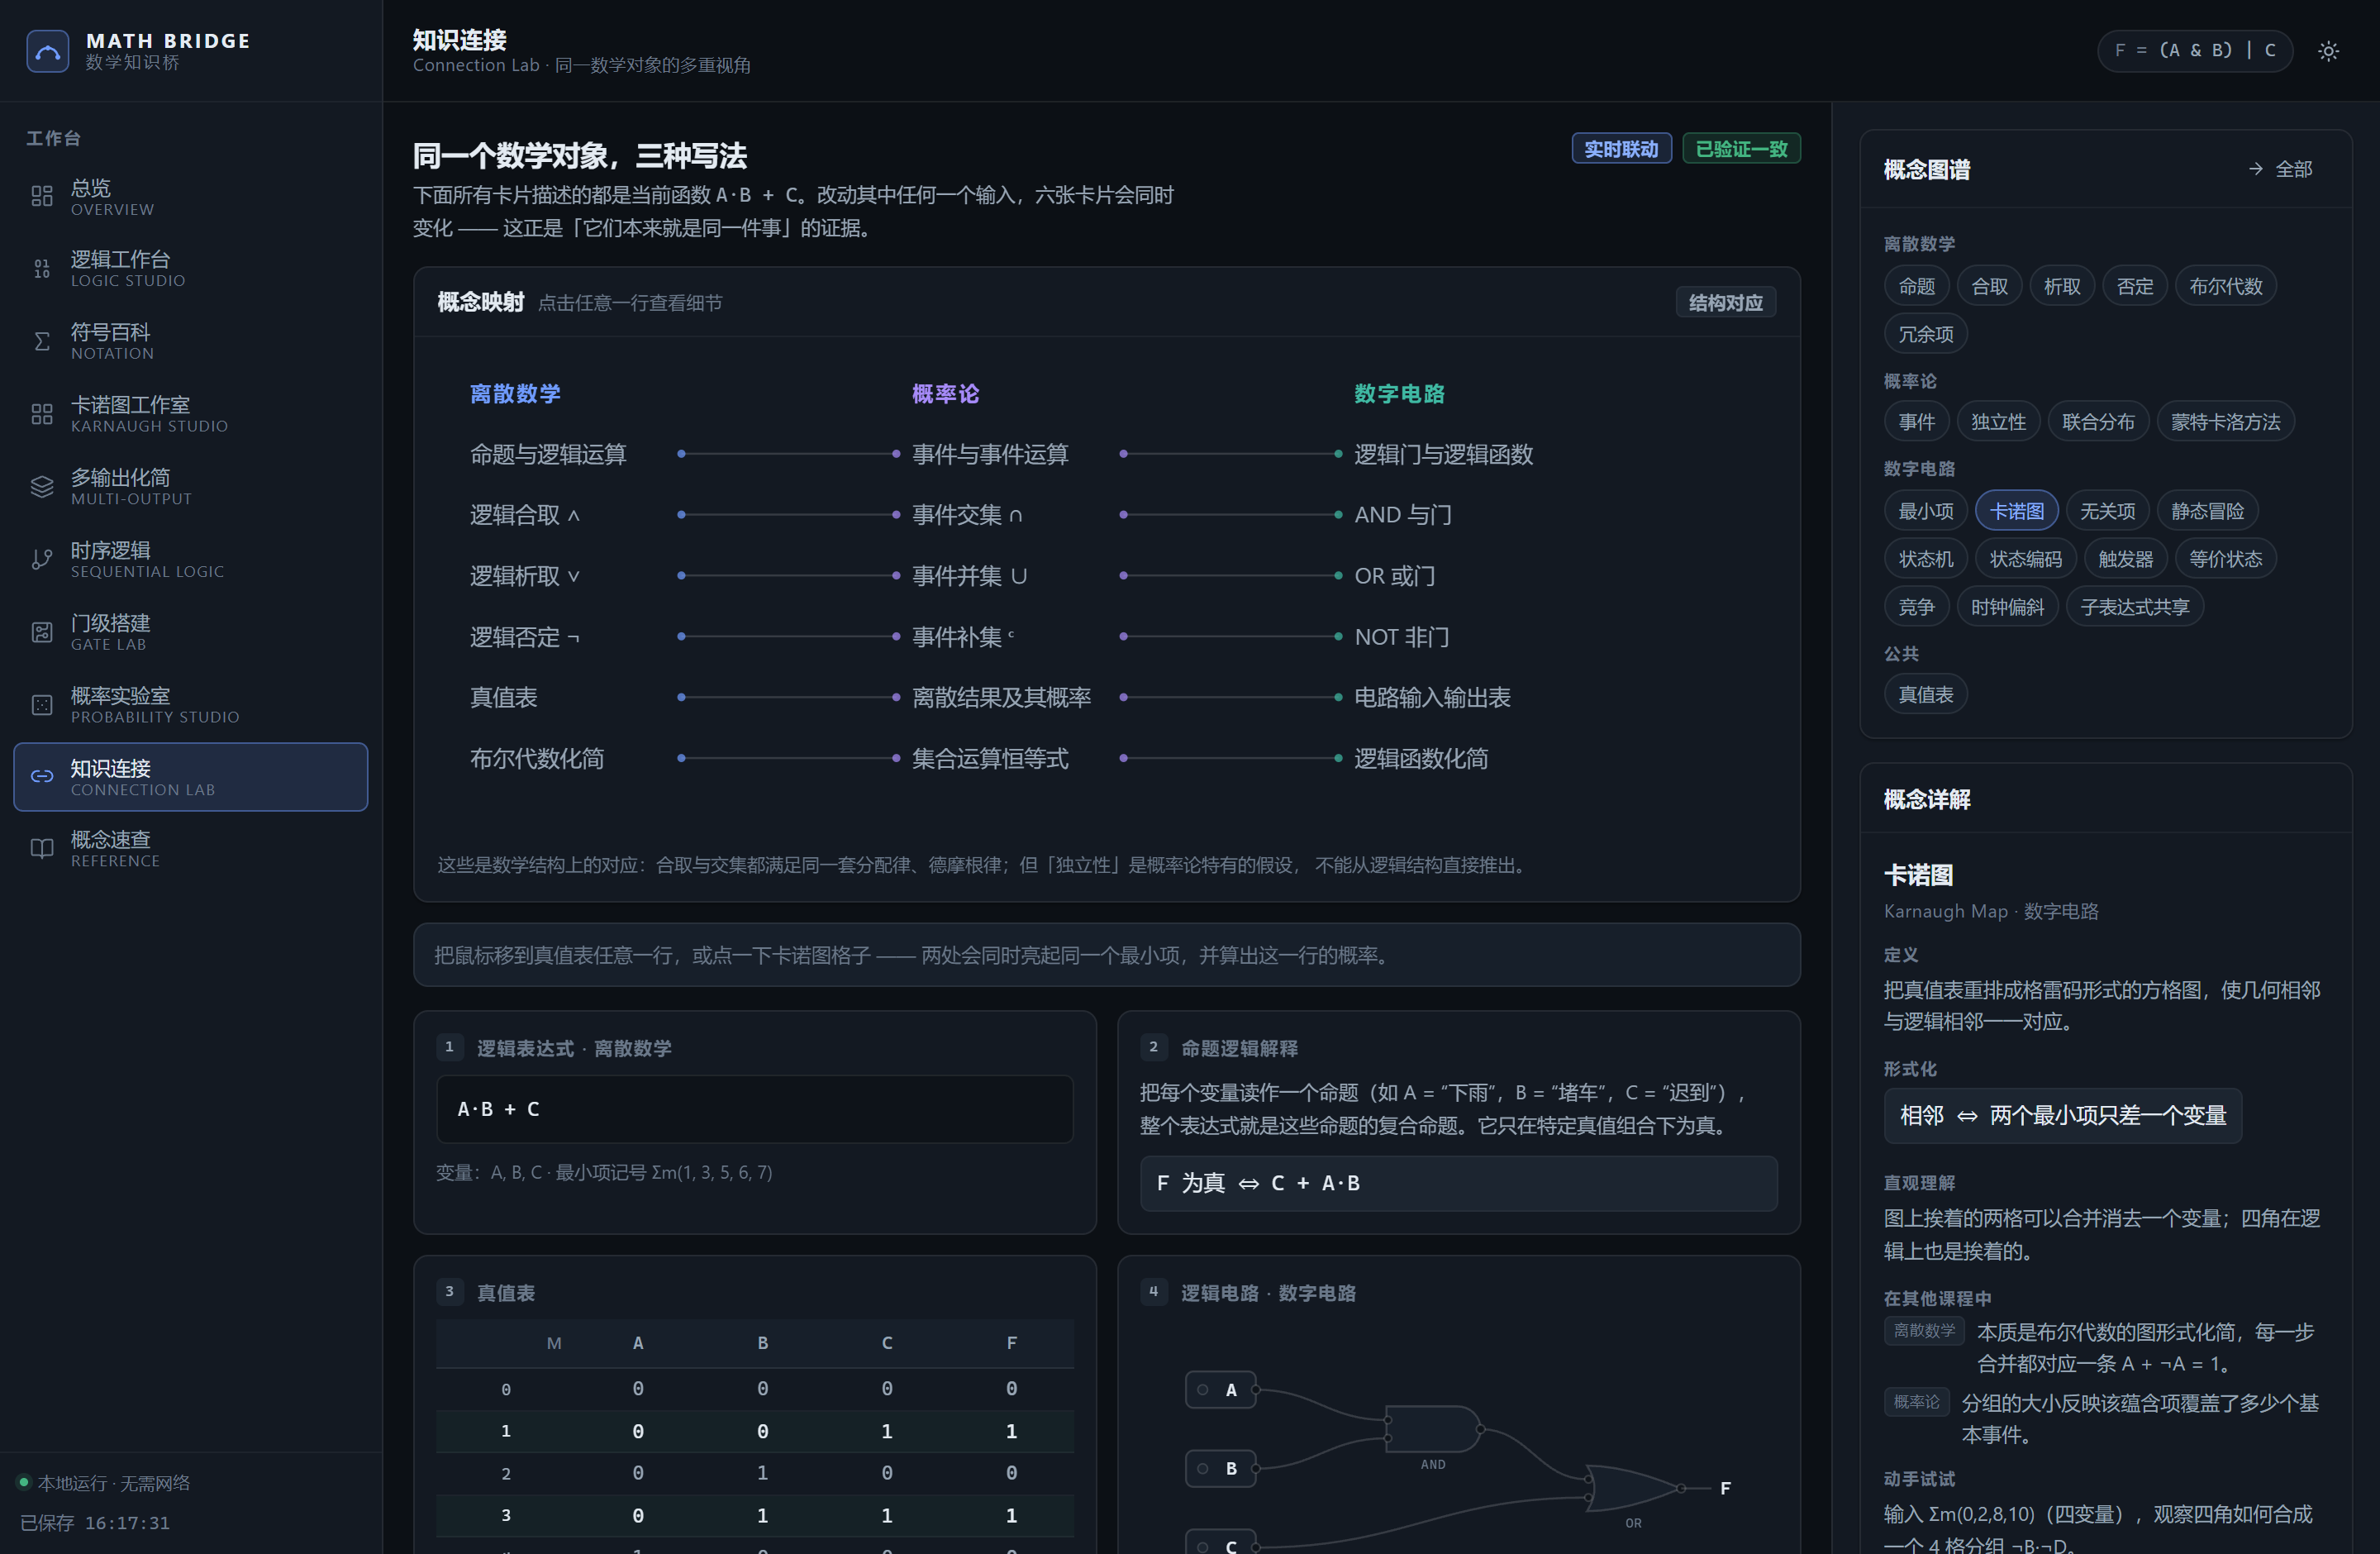 MATH BRIDGE
数学知识桥
工作台
总览
OVERVIEW
逻辑工作台
LOGIC STUDIO
符号百科
NOTATION
卡诺图工作室
KARNAUGH STUDIO
多输出化简
MULTI-OUTPUT
时序逻辑
SEQUENTIAL LOGIC
门级搭建
GATE LAB
概率实验室
PROBABILITY STUDIO
知识连接
CONNECTION LAB
概念速查
REFERENCE
本地运行 · 无需网络
已保存 16:17:31
知识连接
Connection Lab · 同一数学对象的多重视角
F = (A & B) | C
同一个数学对象，三种写法
实时联动 已验证一致
下面所有卡片描述的都是当前函数 A·B + C。改动其中任何一个输入，六张卡片会同时
变化 —— 这正是「它们本来就是同一件事」的证据。
概念映射 点击任意一行查看细节 结构对应
离散数学 概率论 数字电路
命题与逻辑运算 事件与事件运算 逻辑门与逻辑函数
逻辑合取 ∧ 事件交集 ∩ AND 与门
逻辑析取 ∨ 事件并集 ∪ OR 或门
逻辑否定 ¬ 事件补集 ᶜ NOT 非门
真值表 离散结果及其概率 电路输入输出表
布尔代数化简 集合运算恒等式 逻辑函数化简
这些是数学结构上的对应：合取与交集都满足同一套分配律、德摩根律；但「独立性」是概率论特有的假设， 不能从逻辑结构直接推出。
把鼠标移到真值表任意一行，或点一下卡诺图格子 —— 两处会同时亮起同一个最小项，并算出这一行的概率。
1 逻辑表达式 · 离散数学
A·B + C
变量：A, B, C · 最小项记号 Σm(1, 3, 5, 6, 7)
2 命题逻辑解释
把每个变量读作一个命题（如 A = “下雨”，B = “堵车”，C = “迟到”），
整个表达式就是这些命题的复合命题。它只在特定真值组合下为真。
F 为真 ⇔ C + A·B
3 真值表
M A B C F
0 0 0 0 0
1 0 0 1 1
2 0 1 0 0
3 0 1 1 1
4 逻辑电路 · 数字电路
A
B
C
AND
OR
F
概念图谱 → 全部
离散数学
命题 合取 析取 否定 布尔代数
冗余项
概率论
事件 独立性 联合分布 蒙特卡洛方法
数字电路
最小项 卡诺图 无关项 静态冒险
状态机 状态编码 触发器 等价状态
竞争 时钟偏斜 子表达式共享
公共
真值表
概念详解
卡诺图
Karnaugh Map · 数字电路
定义
把真值表重排成格雷码形式的方格图，使几何相邻
与逻辑相邻一一对应。
形式化
相邻 ⇔ 两个最小项只差一个变量
直观理解
图上挨着的两格可以合并消去一个变量；四角在逻
辑上也是挨着的。
在其他课程中
离散数学 本质是布尔代数的图形式化简，每一步
合并都对应一条 A + ¬A = 1。
概率论 分组的大小反映该蕴含项覆盖了多少个基
本事件。
动手试试
输入 Σm(0,2,8,10)（四变量），观察四角如何合成
一个 4 格分组 ¬B·¬D。